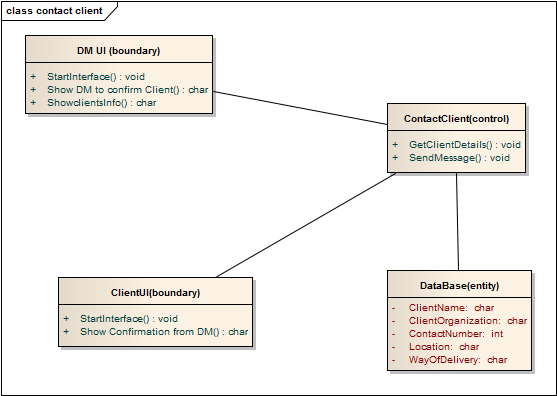 class contact client
DM UI (boundary)
+ StartInterface() : void
+ Show DM to confirm Client() : char
+ ShowclientsInfo() : char
ContactClient(control)
+ GetClientDetails() : void
+ SendMessage() : void
ClientUI(boundary)
+ StartInterface() : void
+ Show Confirmation from DM() : char
DataBase(entity)
- ClientName: char
- ClientOrganization: char
- ContactNumber: int
- Location: char
- WayOfDelivery: char